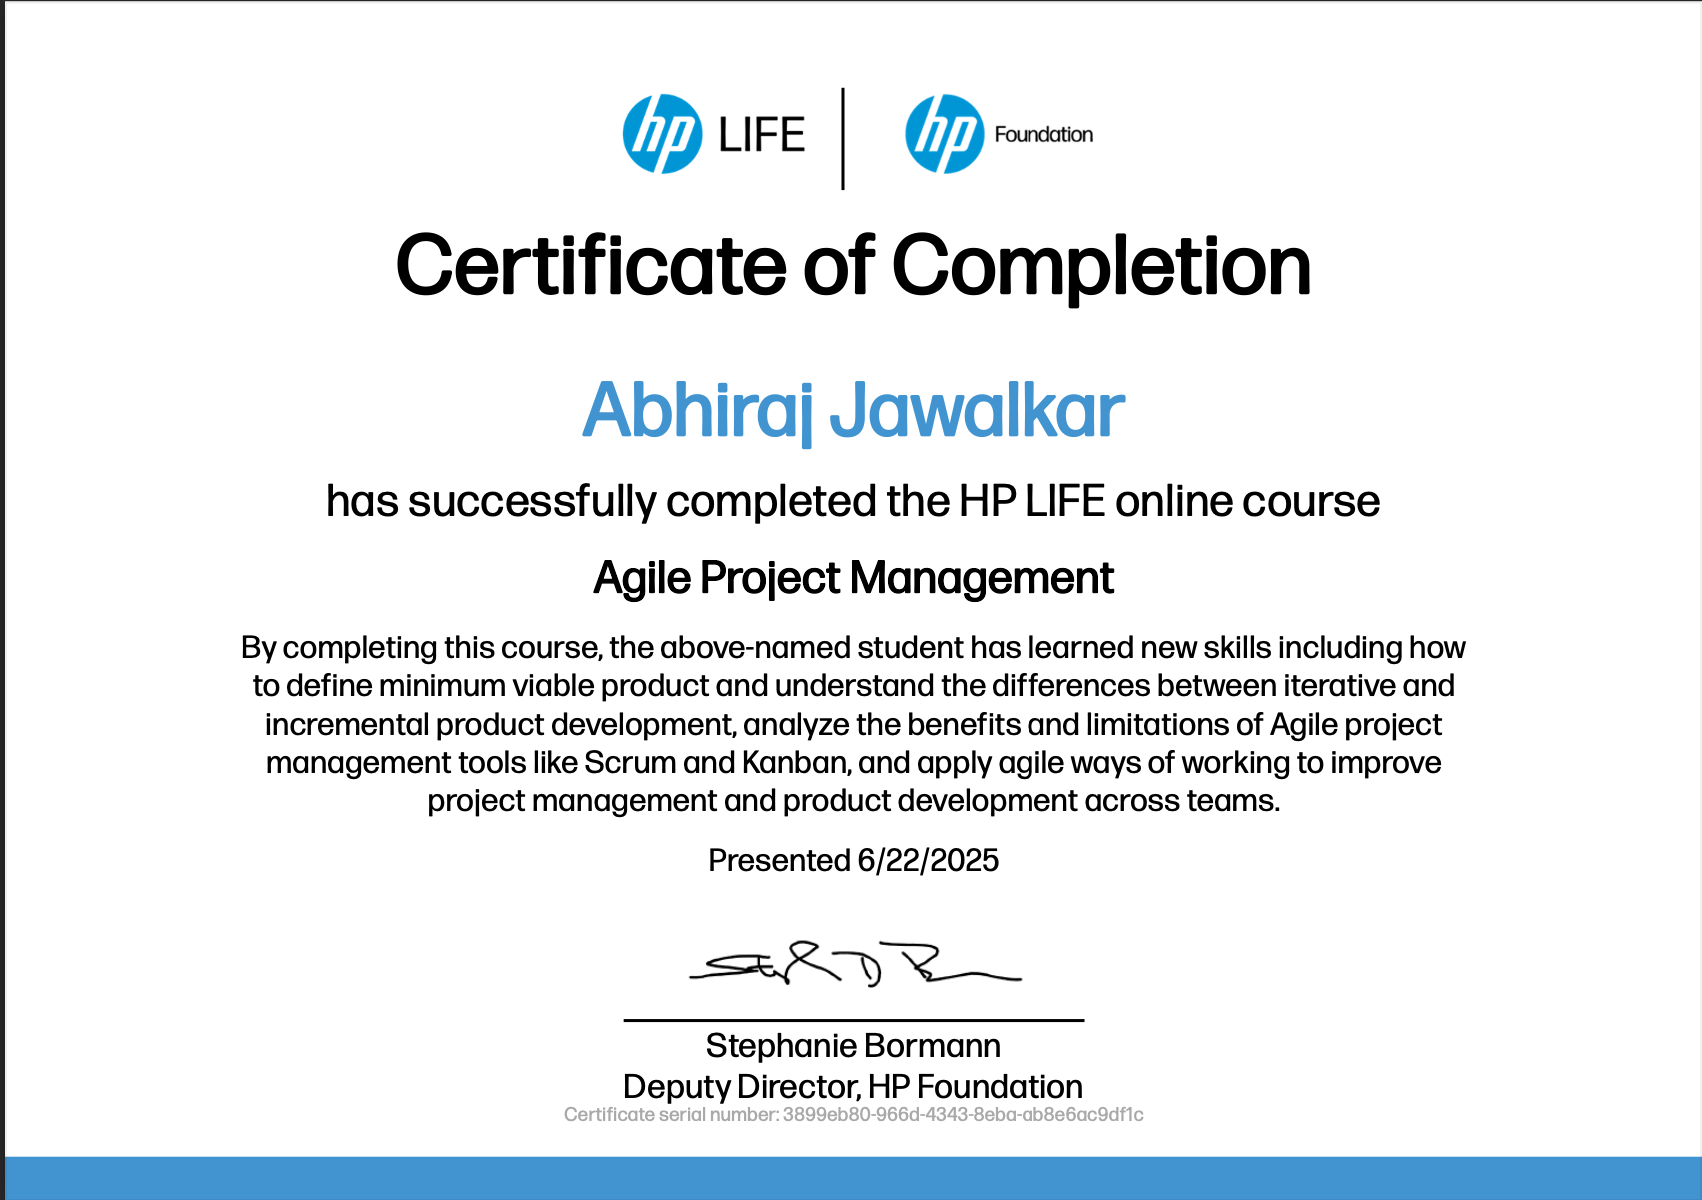 hp LIFE
hp Foundation
Certificate of Completion
Abhiraj Jawalkar
has successfully completed the HP LIFE online course
Agile Project Management
By completing this course, the above-named student has learned new skills including how
to define minimum viable product and understand the differences between iterative and
incremental product development, analyze the benefits and limitations of Agile project
management tools like Scrum and Kanban, and apply agile ways of working to improve
project management and product development across teams.
Presented 6/22/2025
Stephanie Bormann
Deputy Director, HP Foundation
Certificate serial number: 3899eb80-966d-4343-8eba-ab8e6ac9df1c